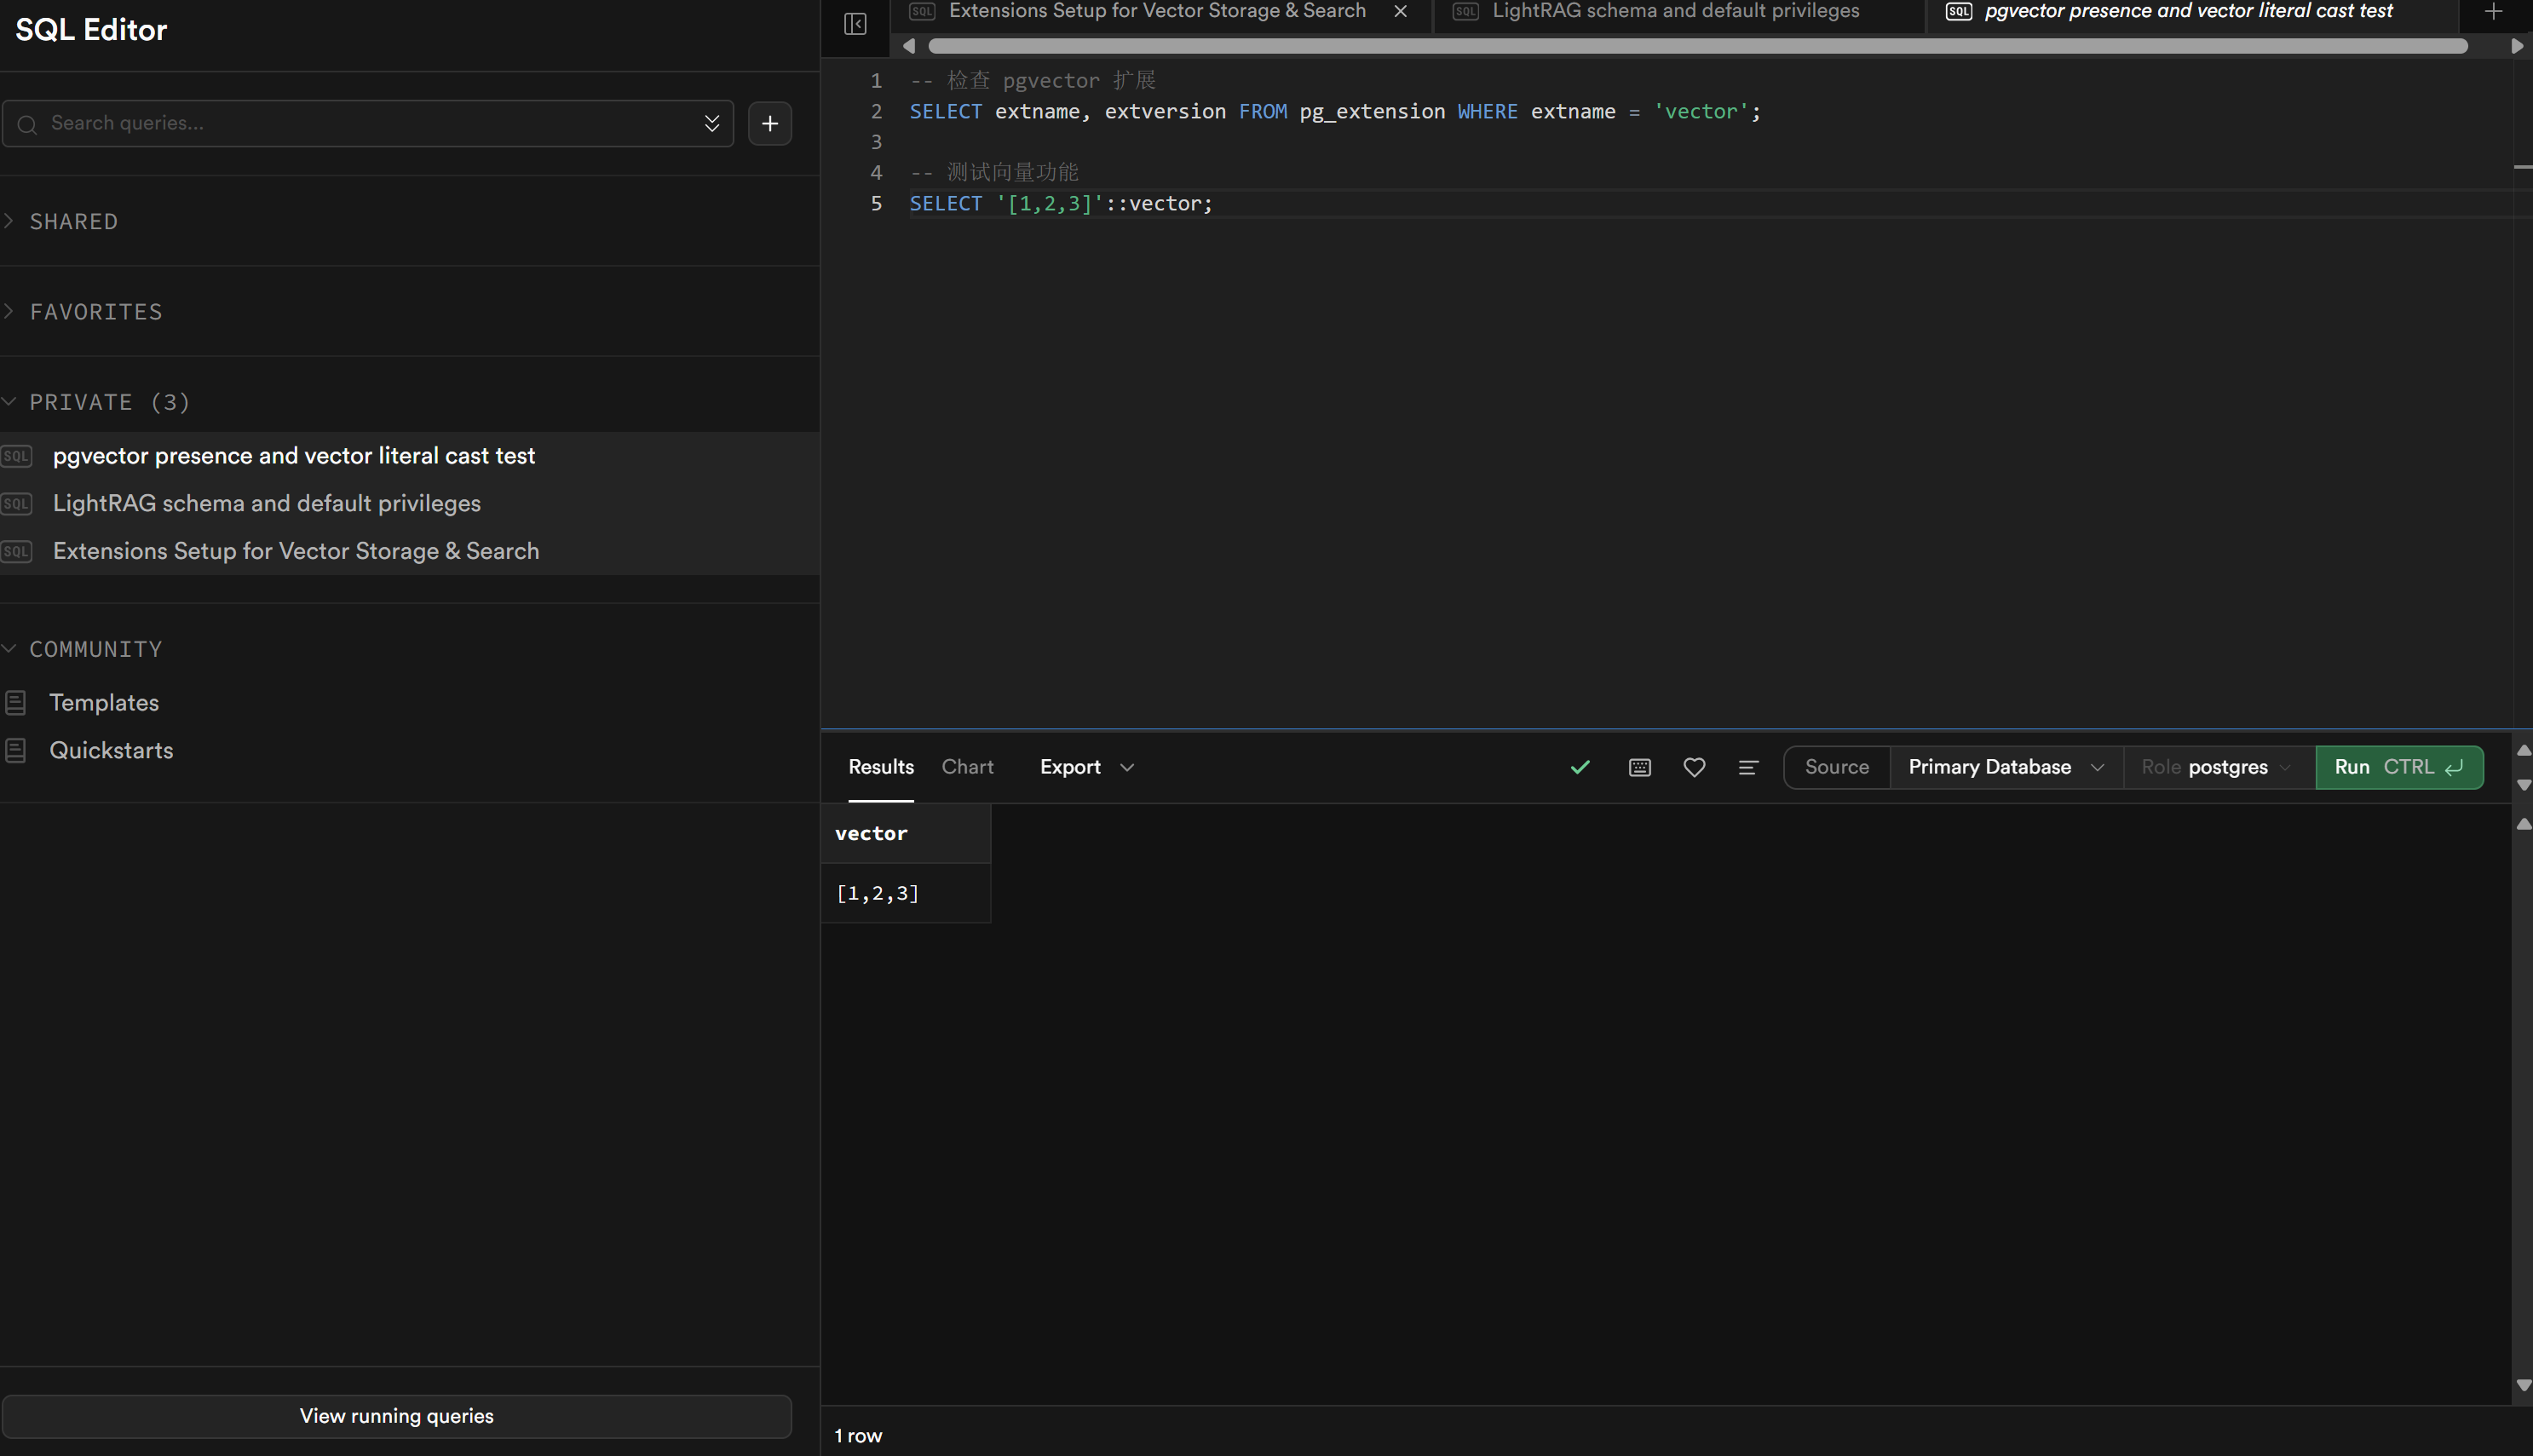 SQL Editor
Search queries...
SHARED
FAVORITES
PRIVATE (3)
SQL pgvector presence and vector literal cast test
SQL LightRAG schema and default privileges
SQL Extensions Setup for Vector Storage & Search
COMMUNITY
Templates
Quickstarts
View running queries
SQL Extensions Setup for Vector Storage & Search
SQL LightRAG schema and default privileges
SQL pgvector presence and vector literal cast test
1 -- 检查 pgvector 扩展
2 SELECT extname, extversion FROM pg_extension WHERE extname = 'vector';
3
4 -- 测试向量功能
5 SELECT '[1,2,3]'::vector;
Results Chart Export Source Primary Database Role postgres Run CTRL
vector
[1,2,3]
1 row